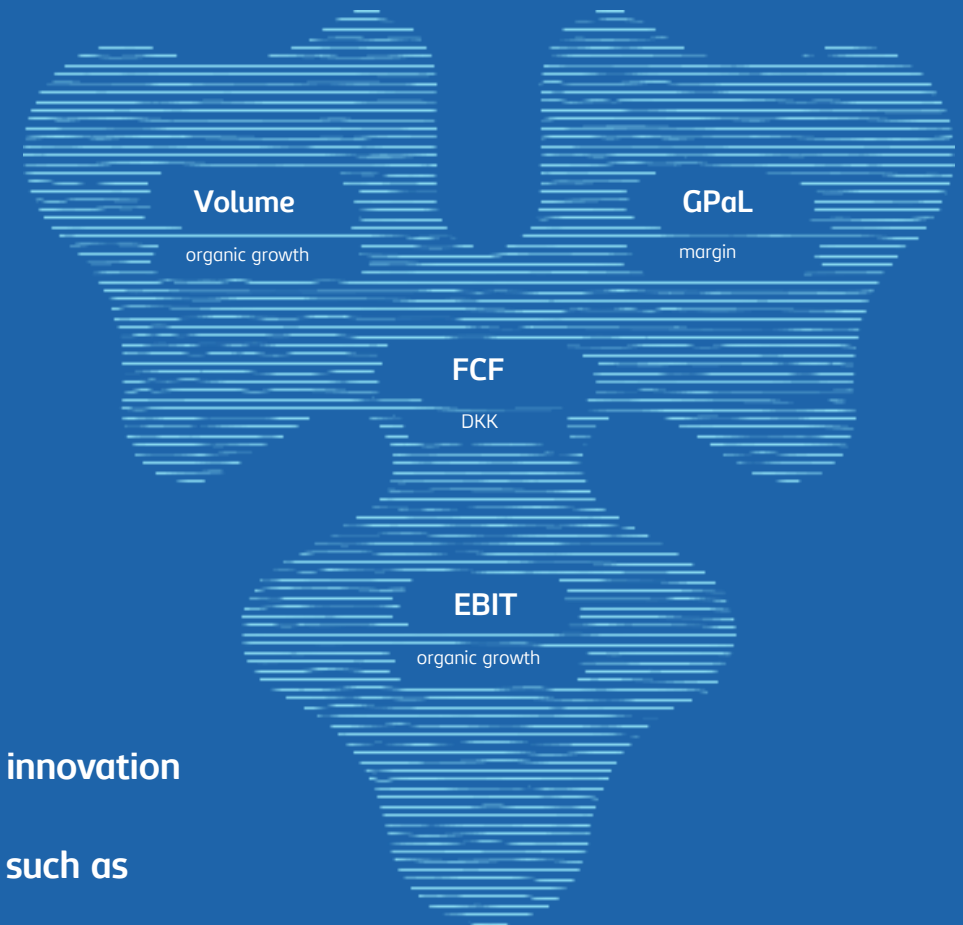 Volume
organic growth
GPaL
margin
FCF
DKK
EBIT
organic growth
innovation
such as